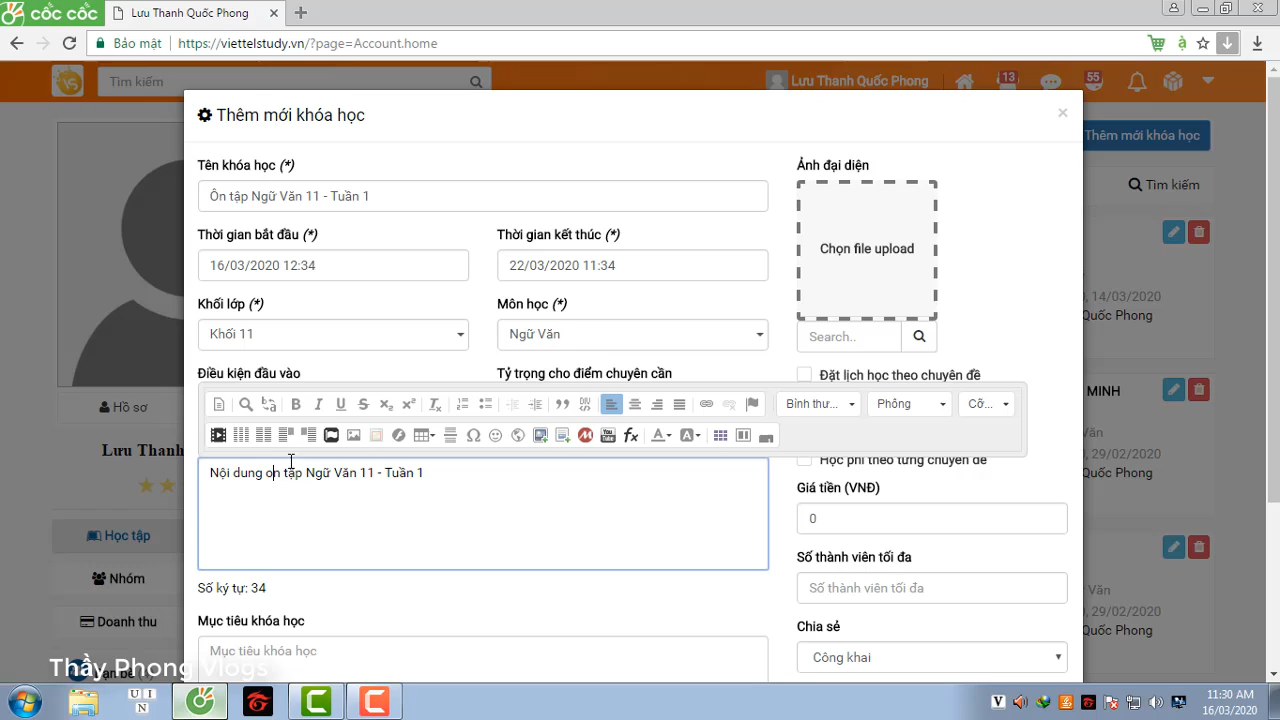 cốc cốc
Lưu Thanh Quốc Phong
Bảo mật
https://viettelstudy.vn/?page=Account.home
Tìm kiếm
Lưu Thanh Quốc Phong
13
55
Thêm mới khóa học
Thêm mới khóa học
Tìm kiếm
Tên khóa học (*)
Ôn tập Ngữ Văn 11 - Tuần 1
Ảnh đại diện
Chọn file upload
Search..
Thời gian bắt đầu (*)
Thời gian kết thúc (*)
16/03/2020 12:34
22/03/2020 11:34
Khối lớp (*)
Môn học (*)
Khối 11
Ngữ Văn
Điều kiện đầu vào
Tỷ trọng cho điểm chuyên cần
Đặt lịch học theo chuyên đề
Bình thư...
Phông
Cỡ...
Nội dung on tập Ngữ Văn 11 - Tuần 1
Học phí theo từng chuyên đề
Giá tiền (VNĐ)
0
Số thành viên tối đa
Số thành viên tối đa
Số ký tự: 34
Mục tiêu khóa học
Mục tiêu khóa học
Chia sẻ
Công khai
, 14/03/2020
Quốc Phong
MINH
Văn
, 29/02/2020
Quốc Phong
Văn
, 29/02/2020
Quốc Phong
Hồ sơ
Lưu Thanh
Học tập
Nhóm
Doanh thu
Thầy Phong Vlogs
U I
N
V
11:30 AM
16/03/2020